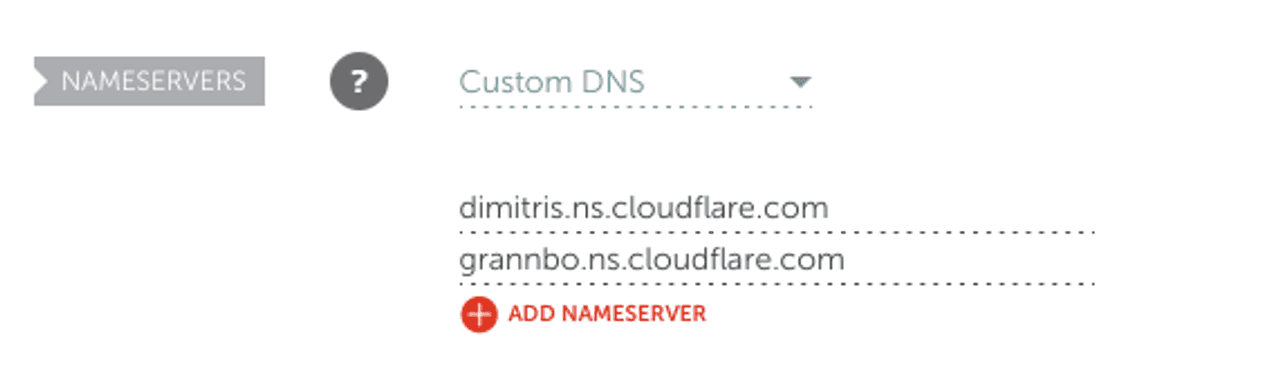 NAMESERVERS ? Custom DNS
dimitris.ns.cloudflare.com
grannbo.ns.cloudflare.com
ADD NAMESERVER